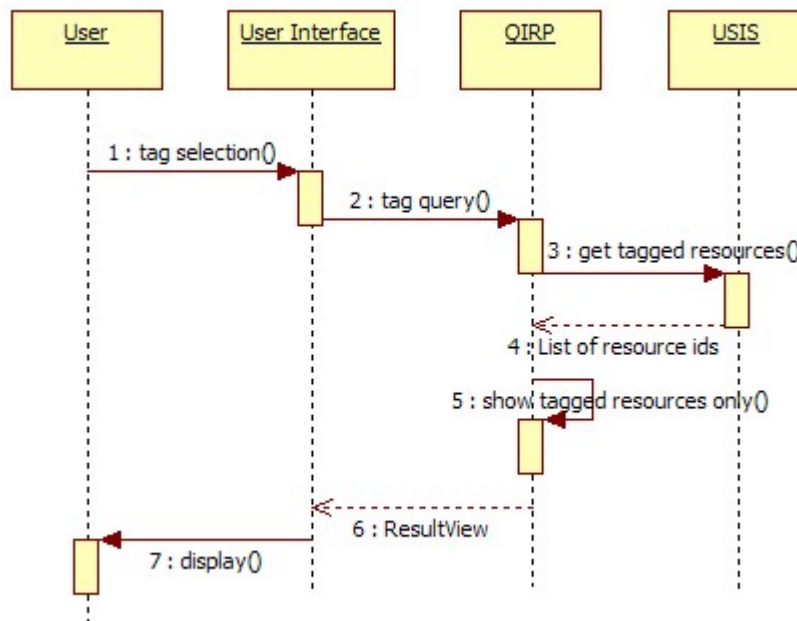 User
User Interface
QIRP
USIS
1 : tag selection()
2 : tag query()
3 : get tagged resources()
4 : List of resource ids
5 : show tagged resources only()
6 : ResultView
7 : display()